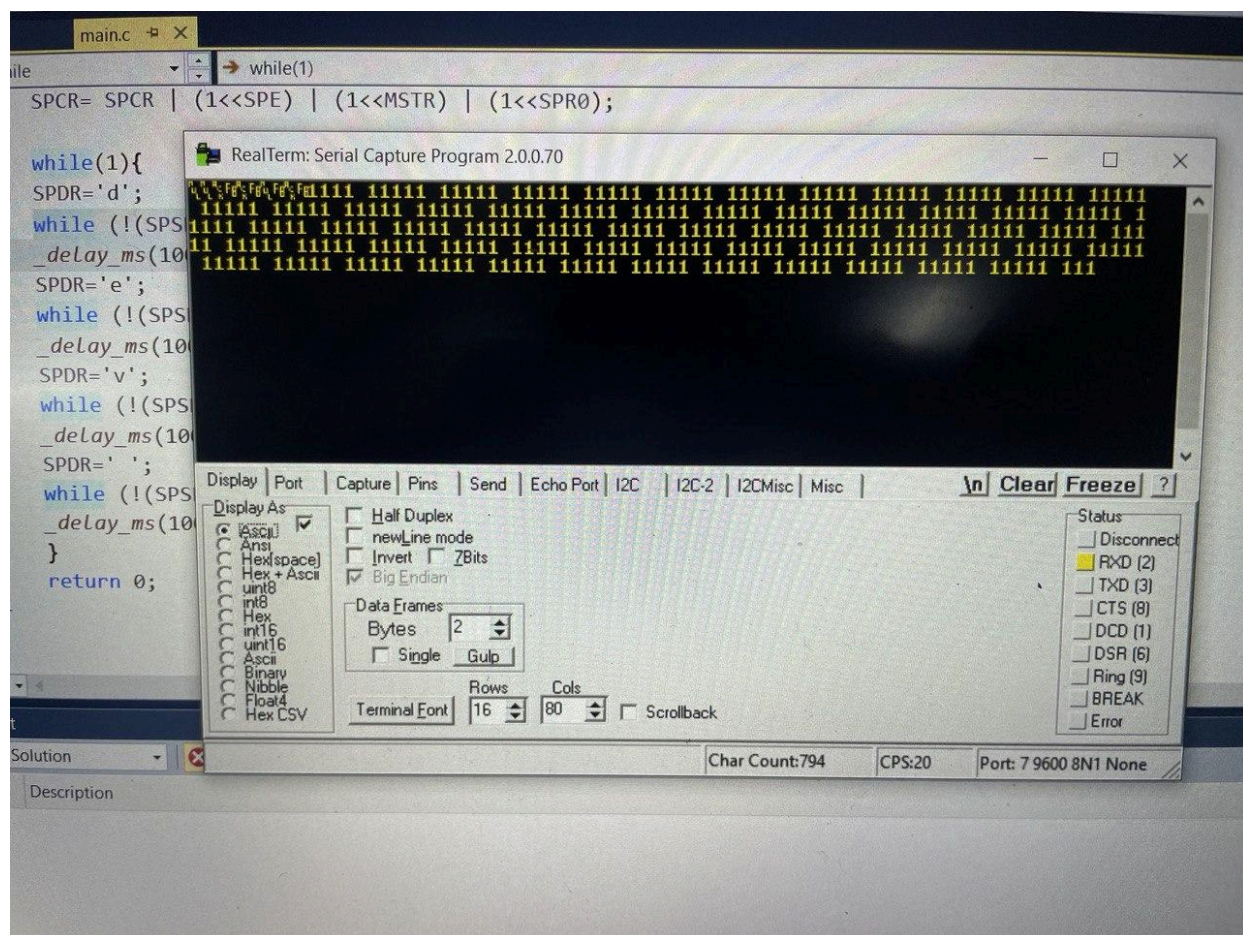 main.c
ile
while(1)
SPCR= SPCR | (1<<SPE) | (1<<MSTR) | (1<<SPR0);
while(1){
SPDR='d';
while (!(SPS
_delay_ms(10
SPDR='e';
while (!(SPS
_delay_ms(10
SPDR='v';
while (!(SPS
_delay_ms(10
SPDR=' ';
while (!(SPS
_delay_ms(10
}
return 0;
RealTerm: Serial Capture Program 2.0.0.70
1111 11111 11111 11111 11111 11111 11111 11111 11111 11111 11111 11111
11111 11111 11111 11111 11111 11111 11111 11111 11111 11111 11111 11111 11111 1
1111 11111 11111 11111 11111 11111 11111 11111 11111 11111 11111 11111 11111 111
11 11111 11111 11111 11111 11111 11111 11111 11111 11111 11111 11111 11111 11111
11111 11111 11111 11111 11111 11111 11111 11111 11111 11111 11111 11111 111
Display Port Capture Pins Send Echo Port I2C I2C-2 I2CMisc Misc \n Clear Freeze ?
Display As
Ascii
Ansi
Hex[space]
Hex + Ascii
uint8
int8
Hex
int16
uint16
Ascii
Binary
Nibble
Float4
Hex CSV
Half Duplex
newLine mode
Invert 7Bits
Big Endian
Data Frames
Bytes 2
Single Gulp
Rows Cols
Terminal Font 16 80 Scrollback
Status
Disconnect
RXD (2)
TXD (3)
CTS (8)
DCD (1)
DSR (6)
Ring (9)
BREAK
Error
Char Count:794 CPS:20 Port: 7 9600 8N1 None
Solution
Description